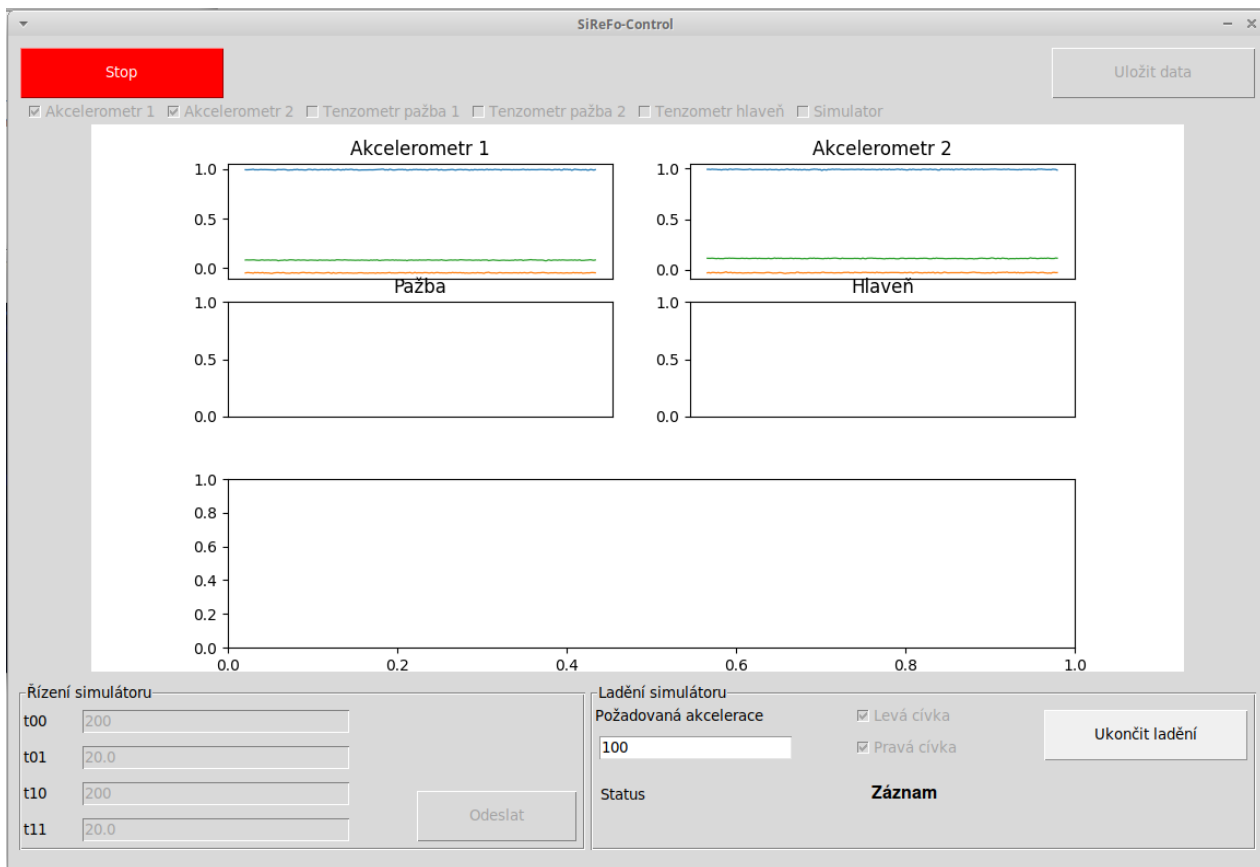 SiReFo-Control
Stop
Uložit data
Akcelerometr 1 Akcelerometr 2 Tenzometr pažba 1 Tenzometr pažba 2 Tenzometr hlaveň Simulator
Akcelerometr 1
1.0
0.5
0.0
Akcelerometr 2
1.0
0.5
0.0
Pažba
1.0
0.5
0.0
Hlaveň
1.0
0.5
0.0
1.0
0.8
0.6
0.4
0.2
0.0
0.0 0.2 0.4 0.6 0.8 1.0
Řízení simulátoru
t00 200
t01 20.0
t10 200
t11 20.0
Odeslat
Ladění simulátoru
Požadovaná akcelerace
100
Levá cívka
Pravá cívka
Ukončit ladění
Status Záznam